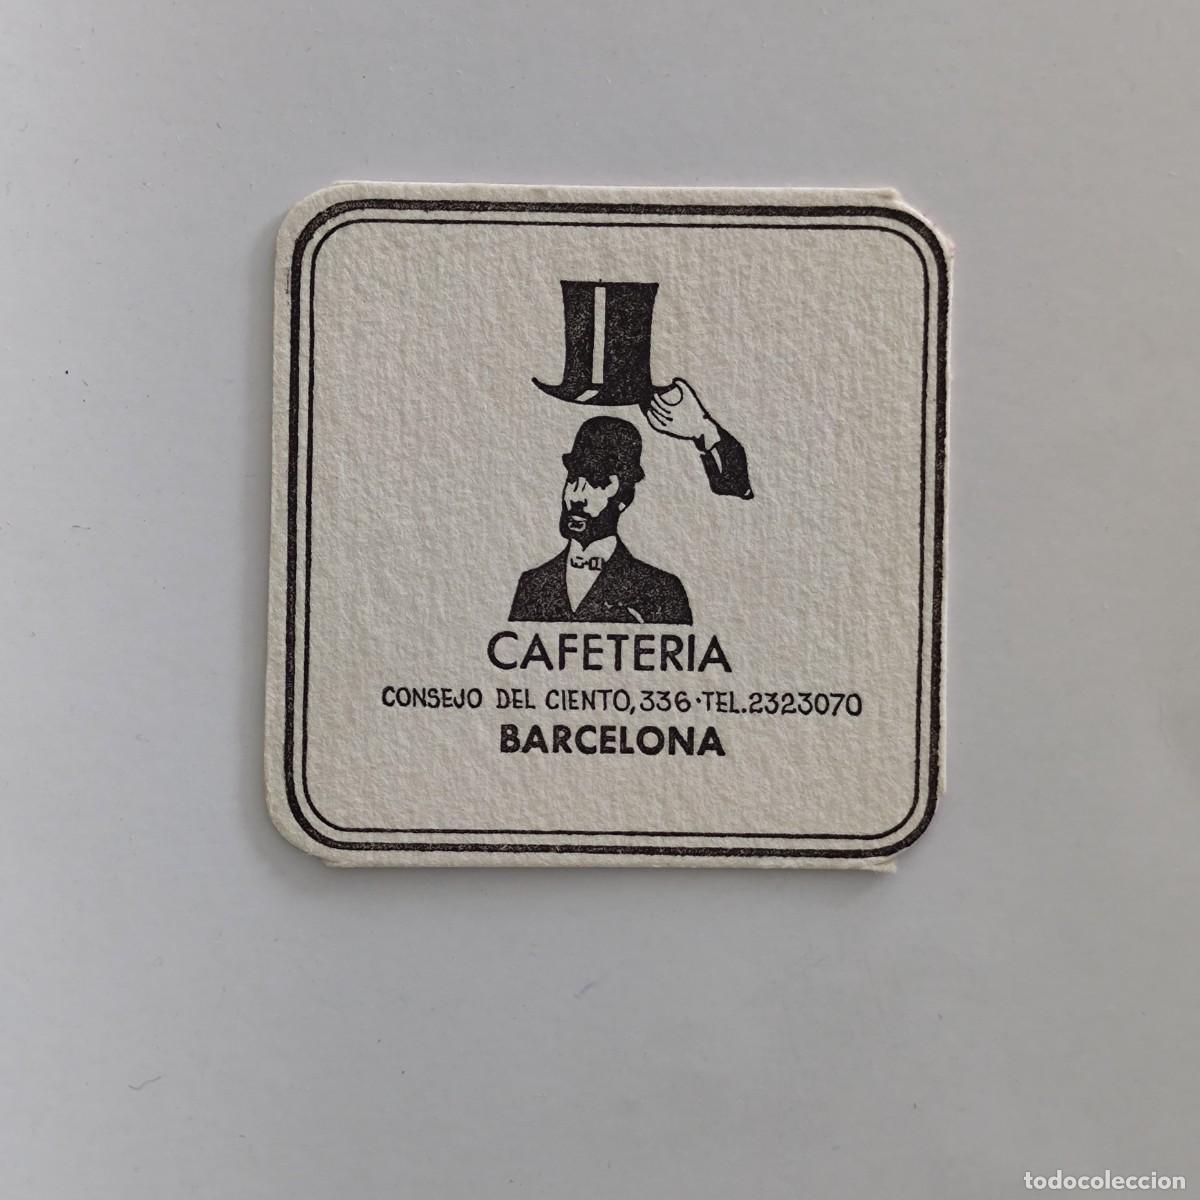 CAFETERIA
CONSEJO DEL CIENTO, 336 · TEL. 2323070
BARCELONA
todocoleccion